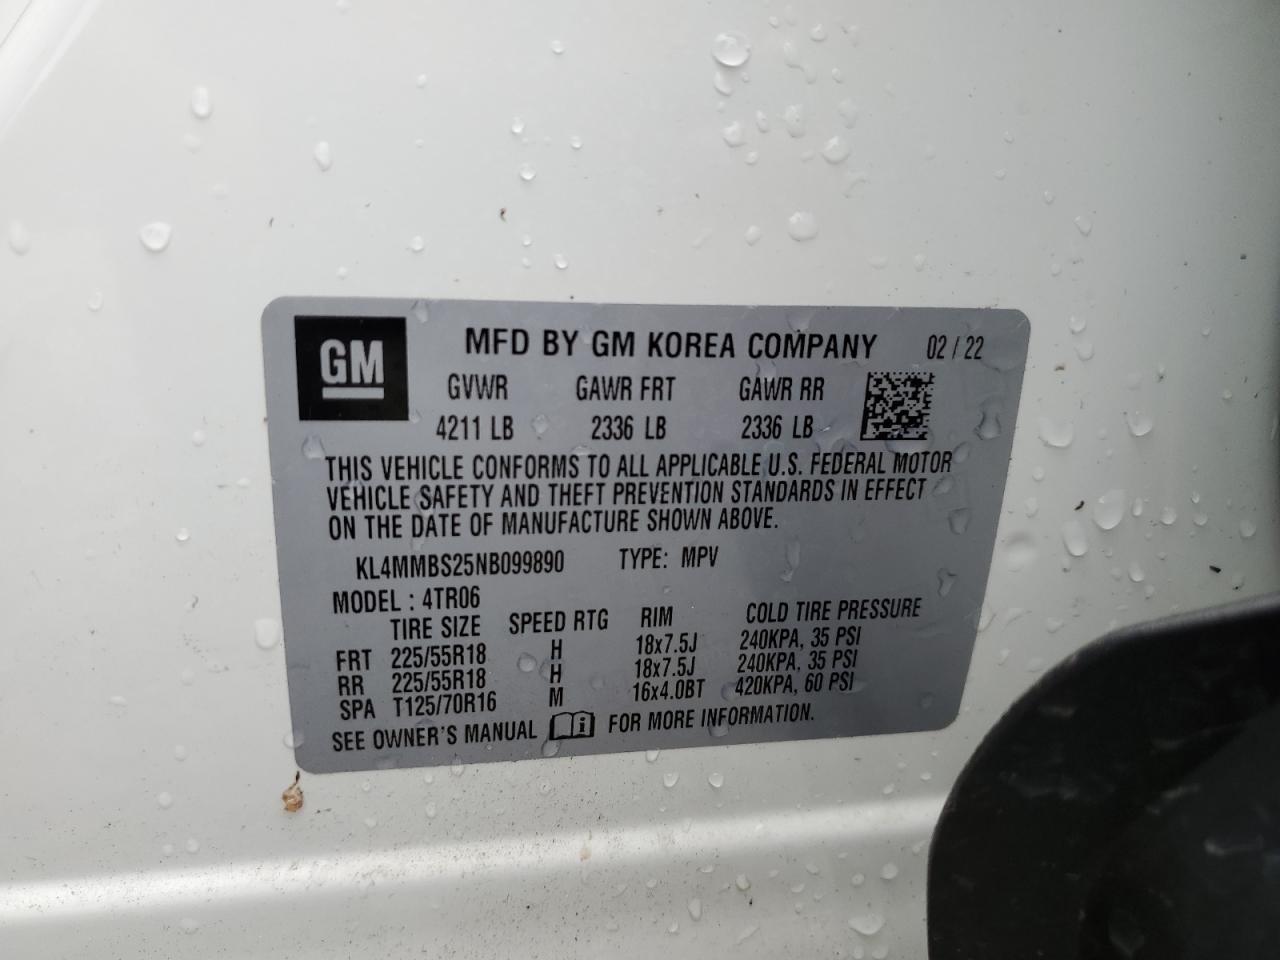 GM
MFD BY GM KOREA COMPANY 02 / 22
GVWR GAWR FRT GAWR RR
4211 LB 2336 LB 2336 LB
THIS VEHICLE CONFORMS TO ALL APPLICABLE U.S. FEDERAL MOTOR
VEHICLE SAFETY AND THEFT PREVENTION STANDARDS IN EFFECT
ON THE DATE OF MANUFACTURE SHOWN ABOVE.
KL4MMBS25NB099890 TYPE: MPV
MODEL : 4TR06
TIRE SIZE SPEED RTG RIM COLD TIRE PRESSURE
FRT 225/55R18 H 18x7.5J 240KPA, 35 PSI
RR 225/55R18 H 18x7.5J 240KPA, 35 PSI
SPA T125/70R16 M 16x4.0BT 420KPA, 60 PSI
SEE OWNER'S MANUAL i FOR MORE INFORMATION.